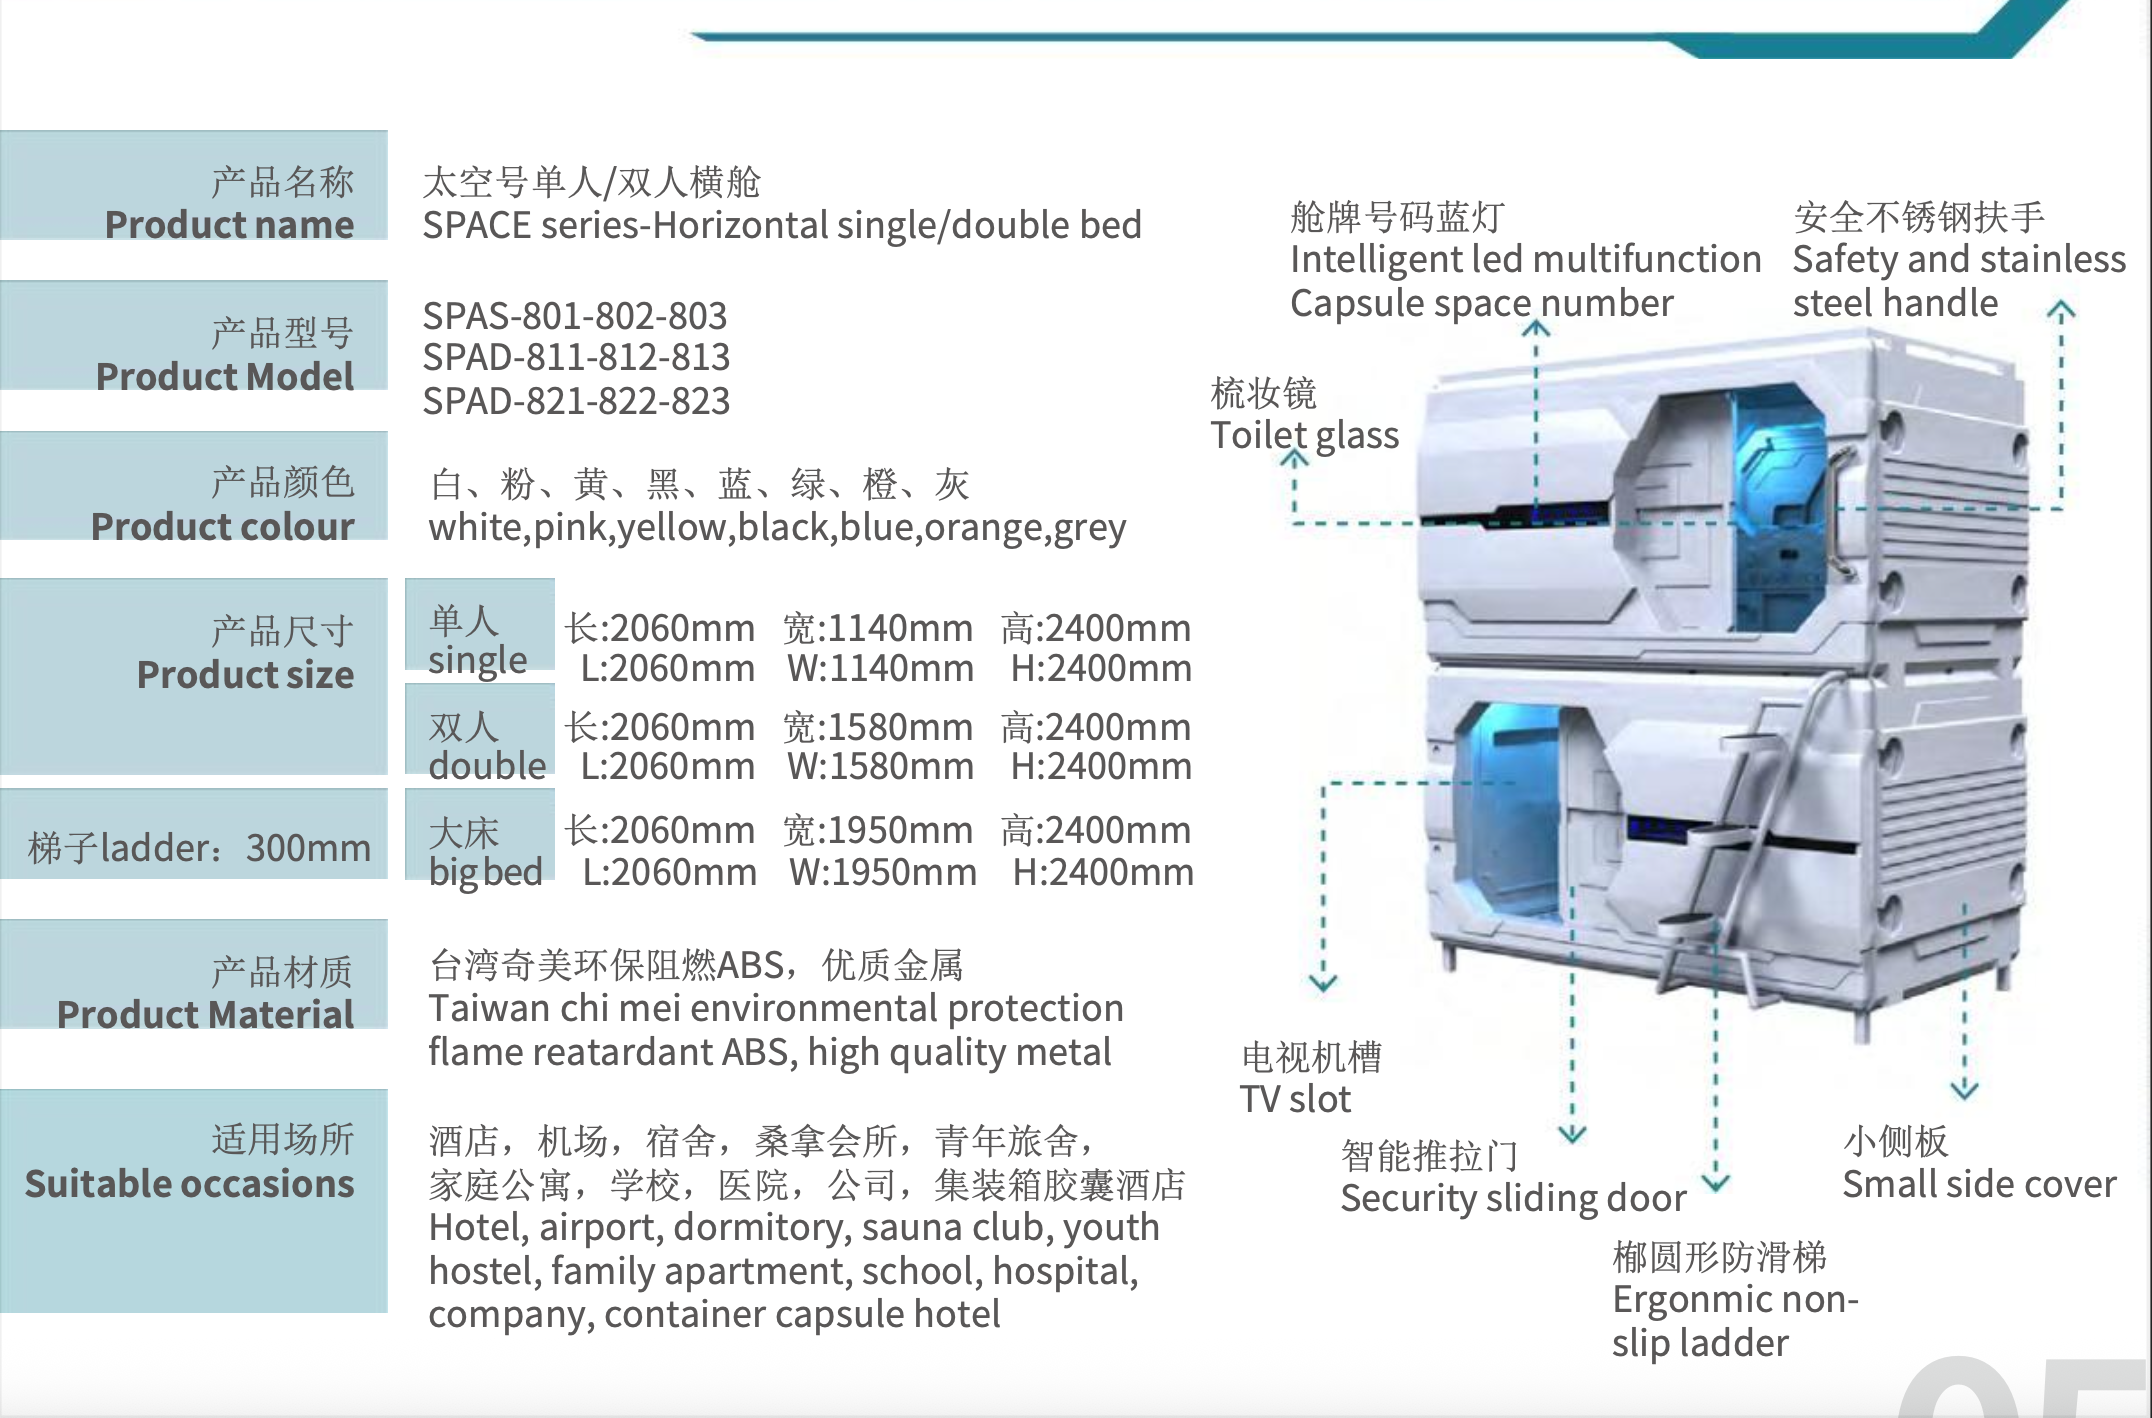 产品名称
Product name
太空号单人/双人横舱
SPACE series-Horizontal single/double bed
产品型号
Product Model
SPAS-801-802-803
SPAD-811-812-813
SPAD-821-822-823
产品颜色
Product colour
白、粉、黄、黑、蓝、绿、橙、灰
white,pink,yellow,black,blue,orange,grey
产品尺寸
Product size
单人
single
长:2060mm 宽:1140mm 高:2400mm
L:2060mm W:1140mm H:2400mm
双人
double
长:2060mm 宽:1580mm 高:2400mm
L:2060mm W:1580mm H:2400mm
梯子ladder：300mm
大床
big bed
长:2060mm 宽:1950mm 高:2400mm
L:2060mm W:1950mm H:2400mm
产品材质
Product Material
台湾奇美环保阻燃ABS，优质金属
Taiwan chi mei environmental protection
flame reatardant ABS, high quality metal
适用场所
Suitable occasions
酒店，机场，宿舍，桑拿会所，青年旅舍，
家庭公寓，学校，医院，公司，集装箱胶囊酒店
Hotel, airport, dormitory, sauna club, youth
hostel, family apartment, school, hospital,
company, container capsule hotel
舱牌号码蓝灯
Intelligent led multifunction
Capsule space number
安全不锈钢扶手
Safety and stainless
steel handle
梳妆镜
Toilet glass
电视机槽
TV slot
智能推拉门
Security sliding door
小侧板
Small side cover
椭圆形防滑梯
Ergonmic non-
slip ladder
05